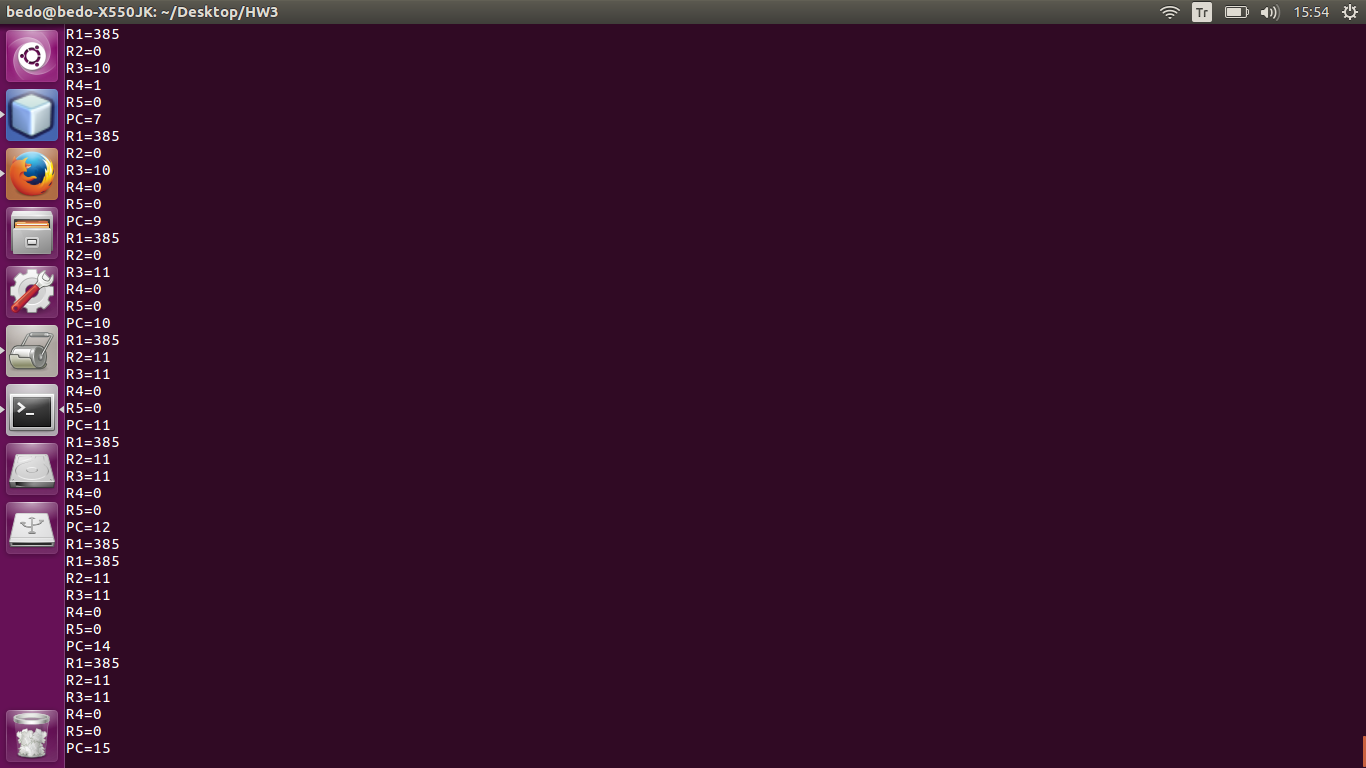 bedo@bedo-X550JK: ~/Desktop/HW3
Tr
15:54
R1=385
R2=0
R3=10
R4=1
R5=0
PC=7
R1=385
R2=0
R3=10
R4=0
R5=0
PC=9
R1=385
R2=0
R3=11
R4=0
R5=0
PC=10
R1=385
R2=11
R3=11
R4=0
R5=0
PC=11
R1=385
R2=11
R3=11
R4=0
R5=0
PC=12
R1=385
R1=385
R2=11
R3=11
R4=0
R5=0
PC=14
R1=385
R2=11
R3=11
R4=0
R5=0
PC=15